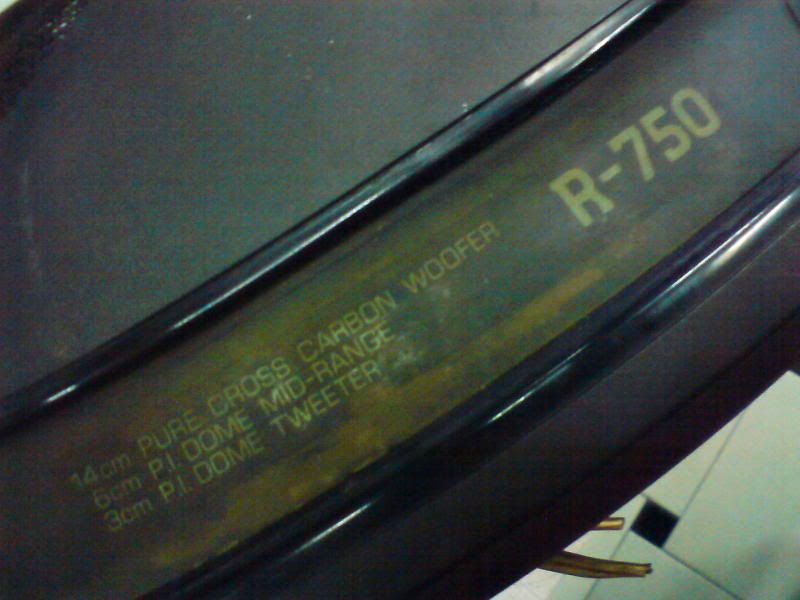 R-750
14cm PURE CROSS CARBON WOOFER
6cm P.I. DOME MID-RANGE
3cm P.I. DOME TWEETER